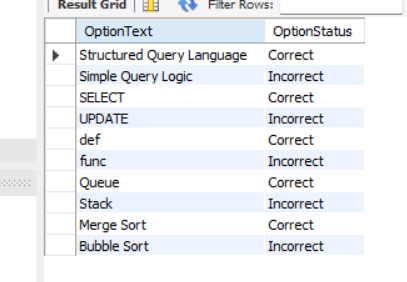 Result Grid Filter Rows:
OptionText OptionStatus
Structured Query Language Correct
Simple Query Logic Incorrect
SELECT Correct
UPDATE Incorrect
def Correct
func Incorrect
Queue Correct
Stack Incorrect
Merge Sort Correct
Bubble Sort Incorrect